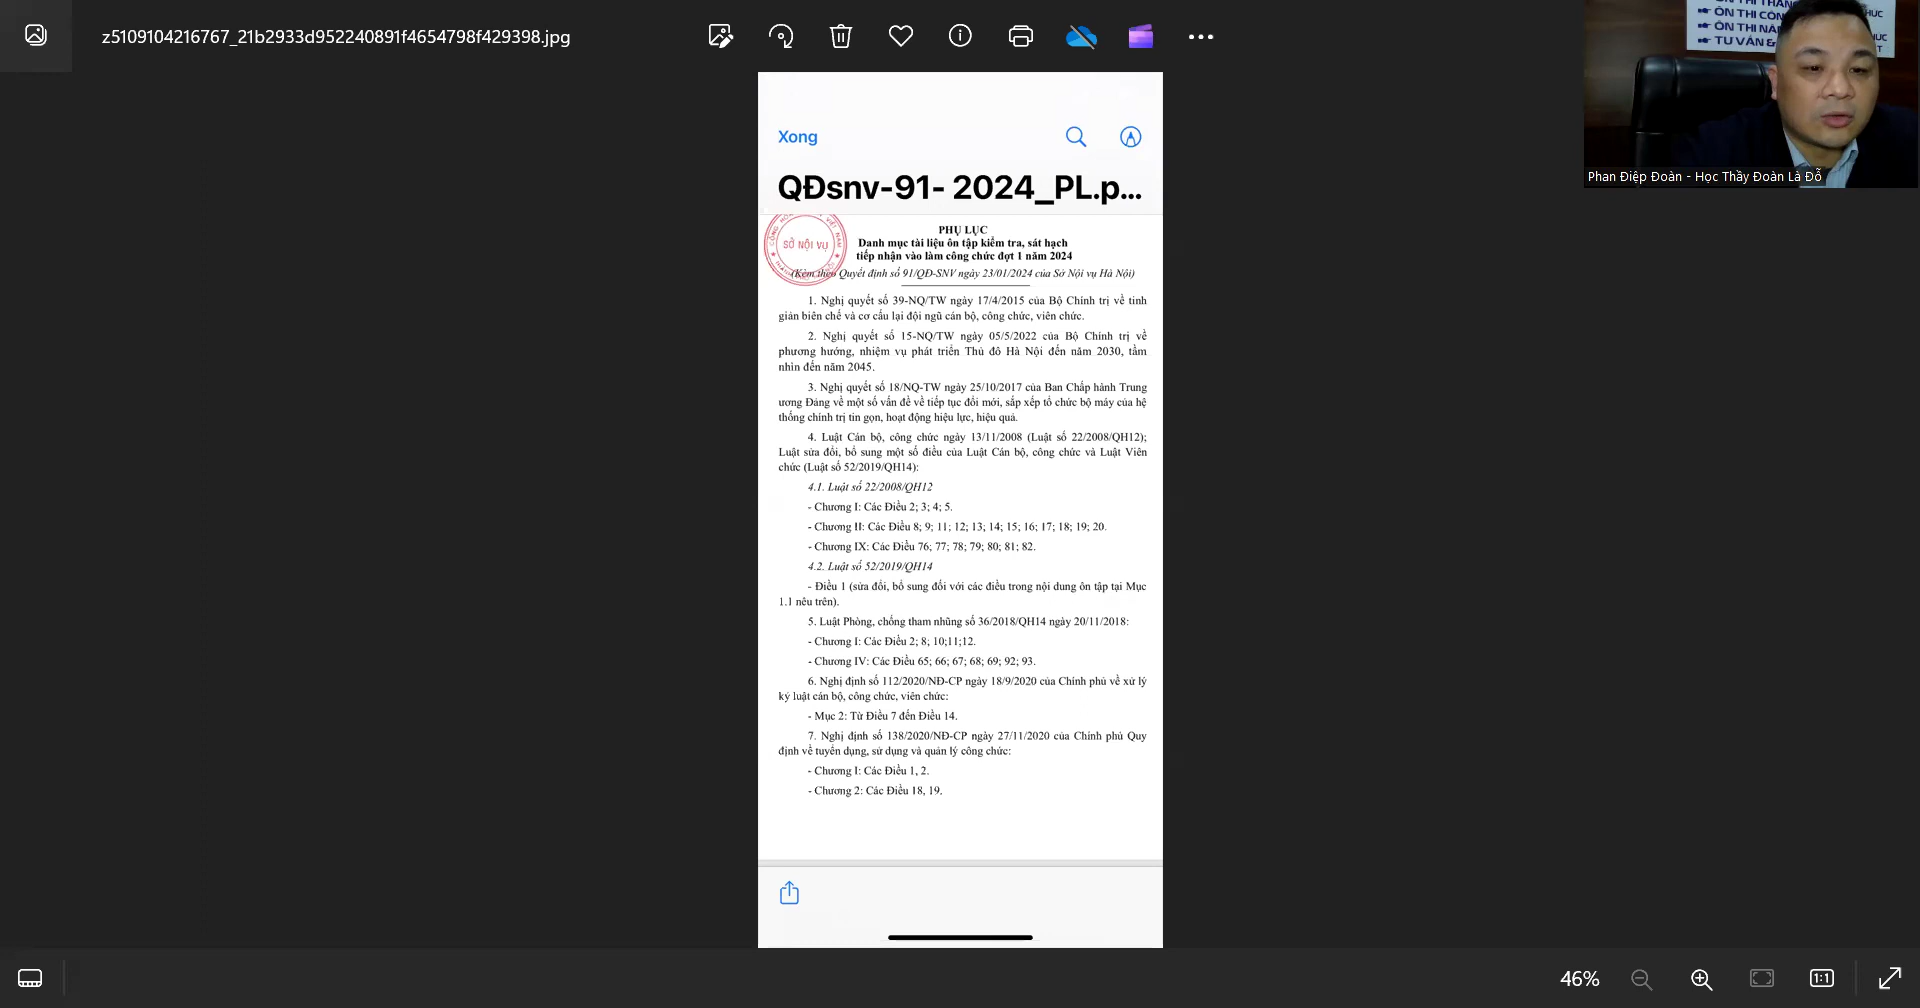 z5109104216767_21b2933d952240891f4654798f429398.jpg
ÔN THI CÔN
ÔN THI NÂN
TƯ VẤN &
Phan Điệp Đoàn - Học Thầy Đoàn Là Đỗ
Xong
QĐsnv-91- 2024_PL.p...
SỞ NỘI VỤ
PHỤ LỤC
Danh mục tài liệu ôn tập kiểm tra, sát hạch
tiếp nhận vào làm công chức đợt 1 năm 2024
(Kèm theo Quyết định số 91/QĐ-SNV ngày 23/01/2024 của Sở Nội vụ Hà Nội)
1. Nghị quyết số 39-NQ/TW ngày 17/4/2015 của Bộ Chính trị về tinh
giản biên chế và cơ cấu lại đội ngũ cán bộ, công chức, viên chức.
2. Nghị quyết số 15-NQ/TW ngày 05/5/2022 của Bộ Chính trị về
phương hướng, nhiệm vụ phát triển Thủ đô Hà Nội đến năm 2030, tầm
nhìn đến năm 2045.
3. Nghị quyết số 18/NQ-TW ngày 25/10/2017 của Ban Chấp hành Trung
ương Đảng về một số vấn đề về tiếp tục đổi mới, sắp xếp tổ chức bộ máy của hệ
thống chính trị tin gọn, hoạt động hiệu lực, hiệu quả.
4. Luật Cán bộ, công chức ngày 13/11/2008 (Luật số 22/2008/QH12);
Luật sửa đổi, bổ sung một số điều của Luật Cán bộ, công chức và Luật Viên
chức (Luật số 52/2019/QH14):
4.1. Luật số 22/2008/QH12
- Chương I: Các Điều 2; 3; 4; 5.
- Chương II: Các Điều 8; 9; 11; 12; 13; 14; 15; 16; 17; 18; 19; 20.
- Chương IX: Các Điều 76; 77; 78; 79; 80; 81; 82.
4.2. Luật số 52/2019/QH14
- Điều 1 (sửa đổi, bổ sung đối với các điều trong nội dung ôn tập tại Mục
1.1 nêu trên).
5. Luật Phòng, chống tham nhũng số 36/2018/QH14 ngày 20/11/2018:
- Chương I: Các Điều 2; 8; 10;11;12.
- Chương IV: Các Điều 65; 66; 67; 68; 69; 92; 93.
6. Nghị định số 112/2020/NĐ-CP ngày 18/9/2020 của Chính phủ về xử lý
kỷ luật cán bộ, công chức, viên chức:
- Mục 2: Từ Điều 7 đến Điều 14.
7. Nghị định số 138/2020/NĐ-CP ngày 27/11/2020 của Chính phủ Quy
định về tuyển dụng, sử dụng và quản lý công chức:
- Chương I: Các Điều 1, 2.
- Chương 2: Các Điều 18, 19.
46%
1:1